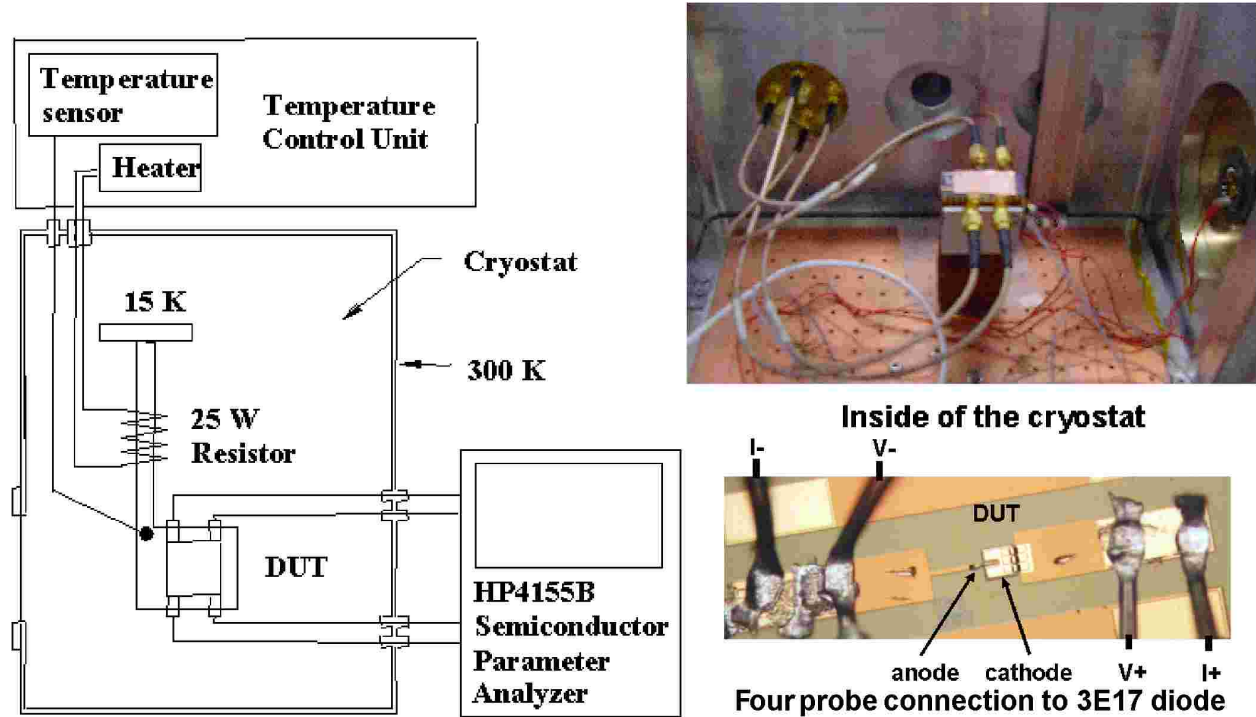 Temperature
sensor
Temperature
Control Unit
Heater
Cryostat
15 K
300 K
25 W
Resistor
DUT
HP4155B
Semiconductor
Parameter
Analyzer
Inside of the cryostat
I-
V-
DUT
anode
cathode
V+
I+
Four probe connection to 3E17 diode